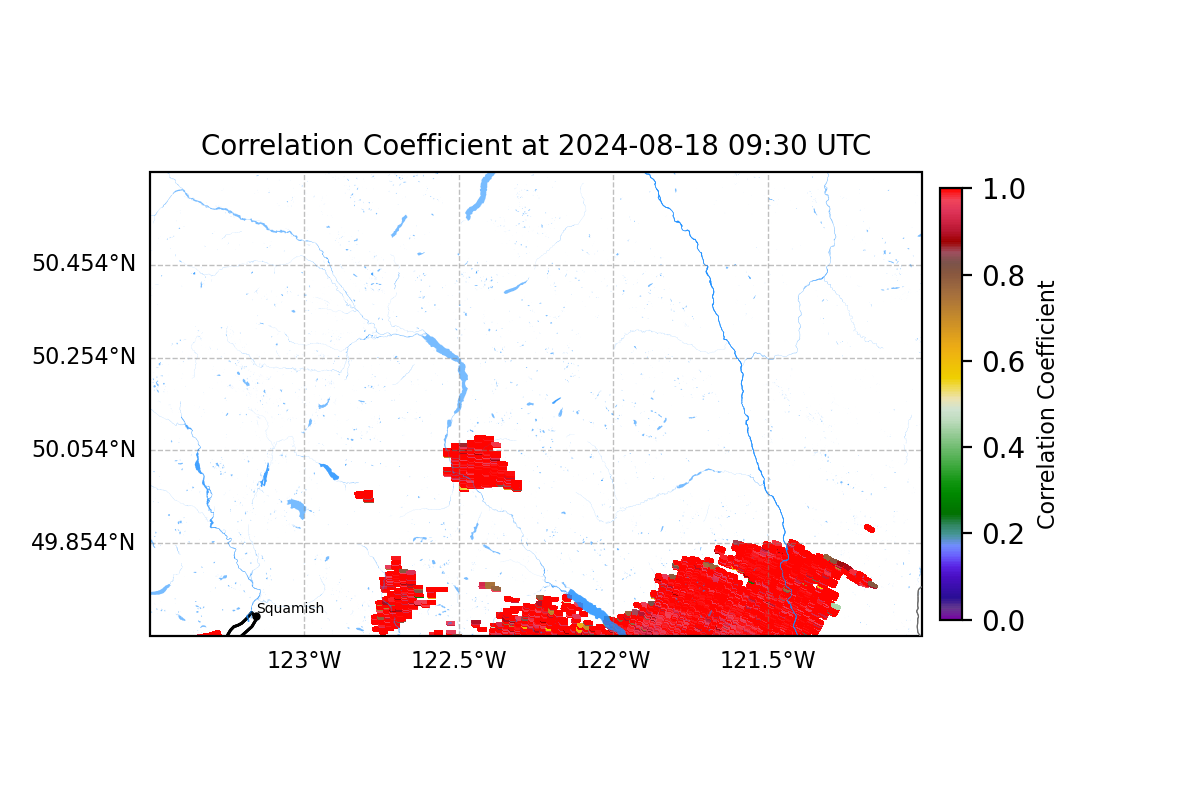 Correlation Coefficient at 2024-08-18 09:30 UTC
50.454°N
50.254°N
50.054°N
49.854°N
Squamish
123°W
122.5°W
122°W
121.5°W
1.0
0.8
0.6
0.4
0.2
0.0
Correlation Coefficient